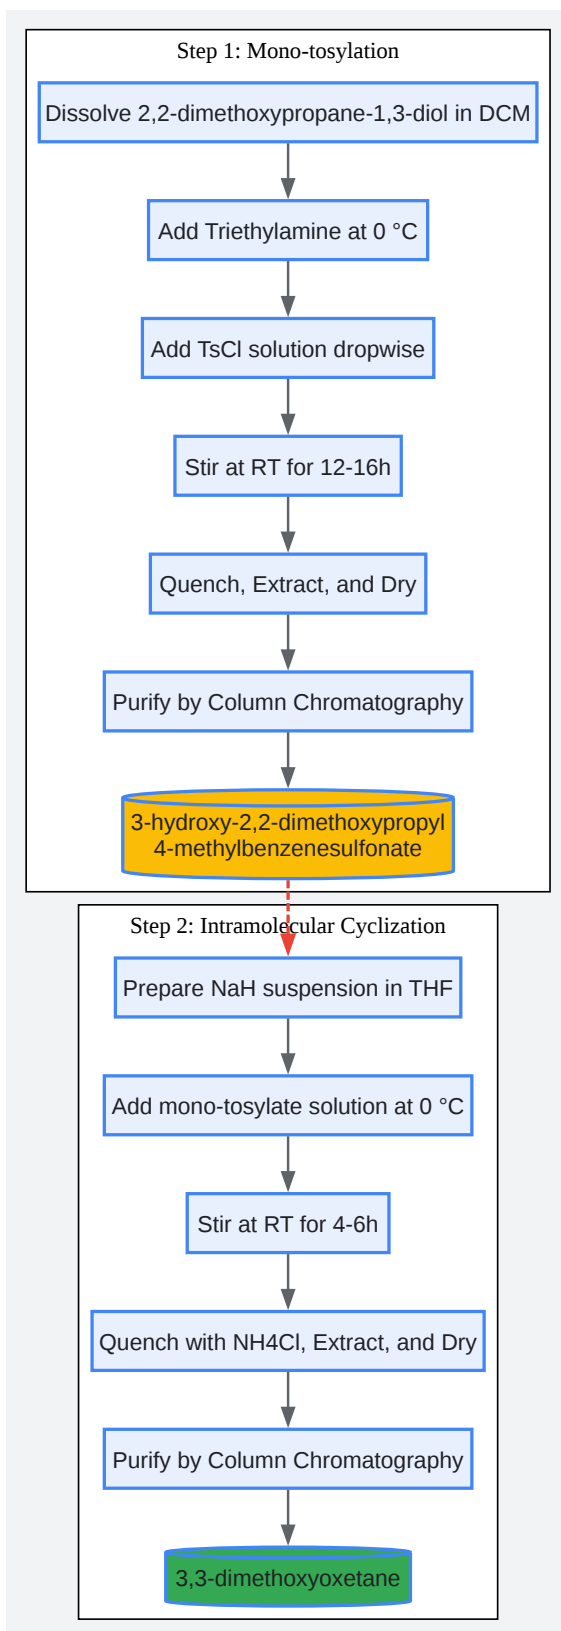 Step 1: Mono-tosylation
Dissolve 2,2-dimethoxypropane-1,3-diol in DCM
Add Triethylamine at 0 °C
Add TsCl solution dropwise
Stir at RT for 12-16h
Quench, Extract, and Dry
Purify by Column Chromatography
3-hydroxy-2,2-dimethoxypropyl
4-methylbenzenesulfonate
Step 2: Intramolecular Cyclization
Prepare NaH suspension in THF
Add mono-tosylate solution at 0 °C
Stir at RT for 4-6h
Quench with NH4Cl, Extract, and Dry
Purify by Column Chromatography
3,3-dimethoxyoxetane